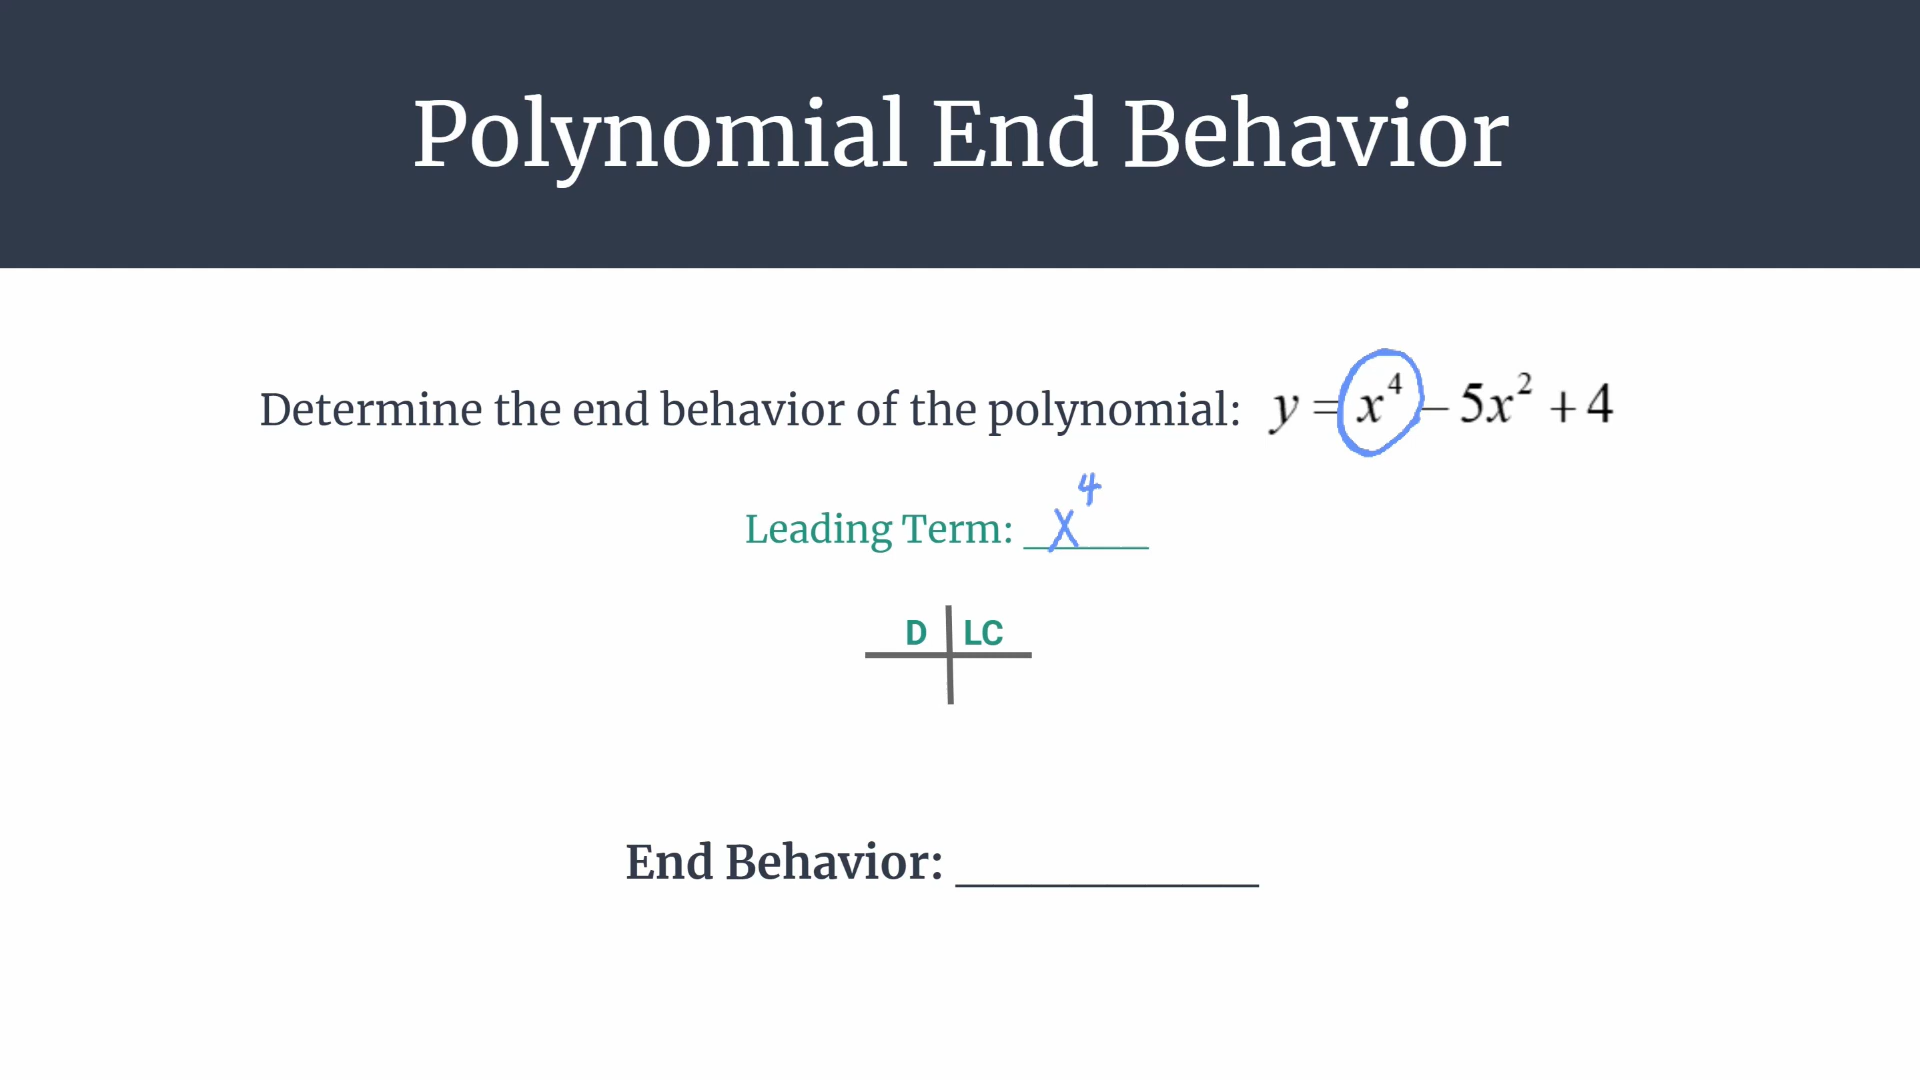 Polynomial End Behavior
Determine the end behavior of the polynomial: y = x⁴ – 5x² + 4
Leading Term: x⁴
D LC
End Behavior: __________